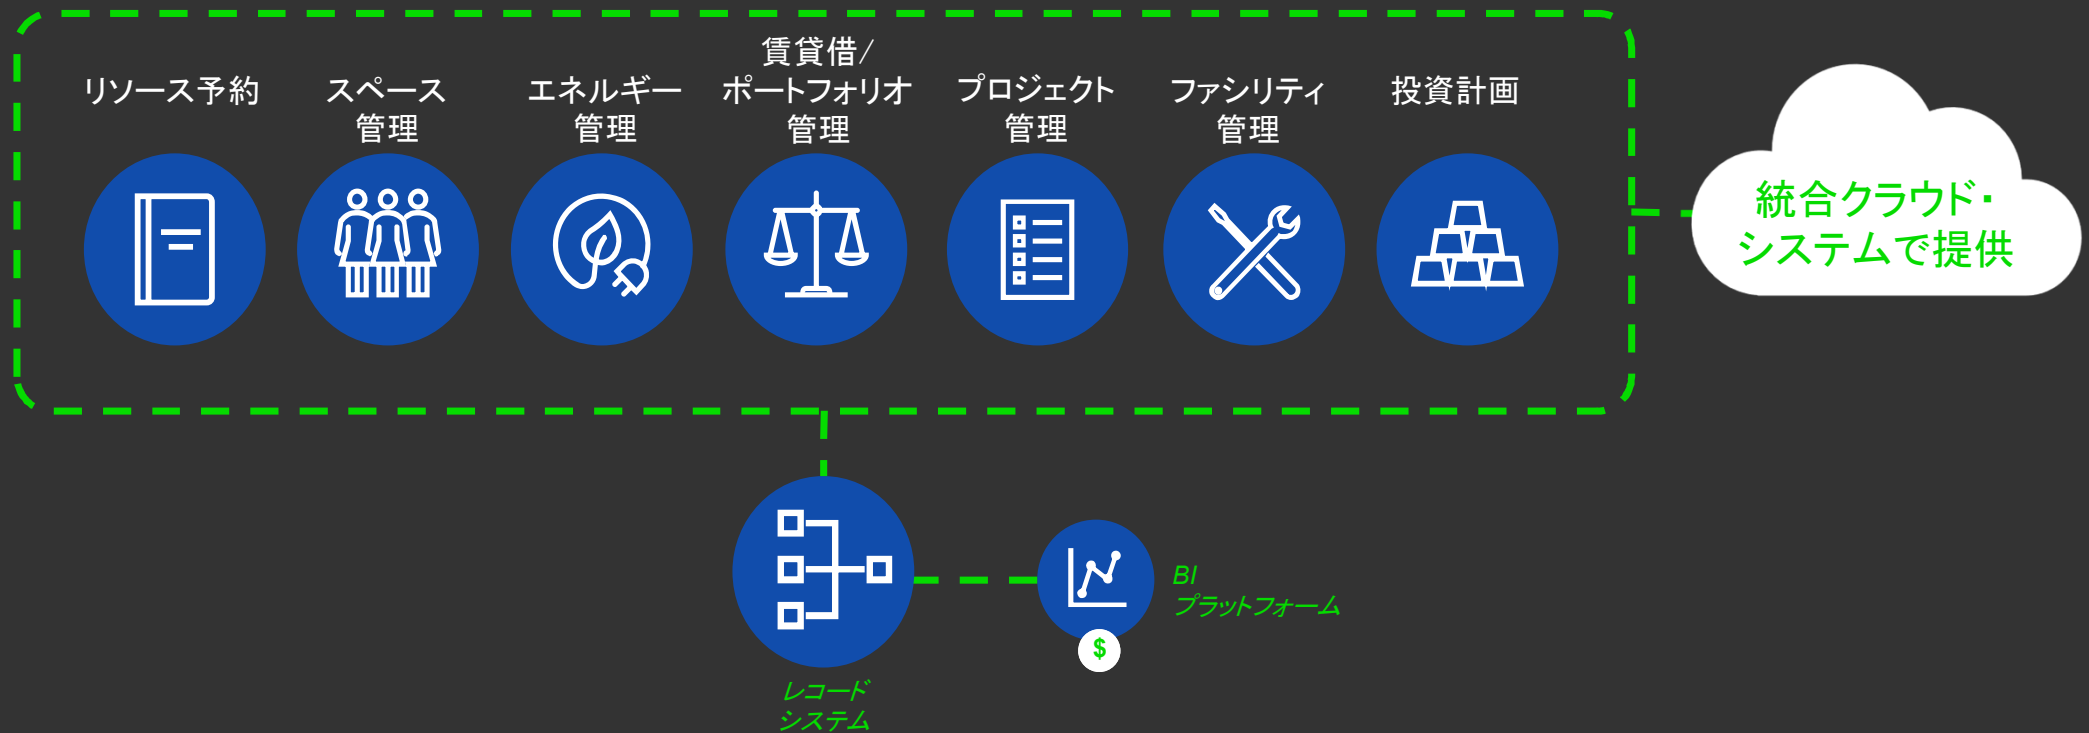 リソース予約
スペース
管理
エネルギー
管理
賃貸借/
ポートフォリオ
管理
プロジェクト
管理
ファシリティ
管理
投資計画
統合クラウド・
システムで提供
BI
プラットフォーム
$
レコード
システム